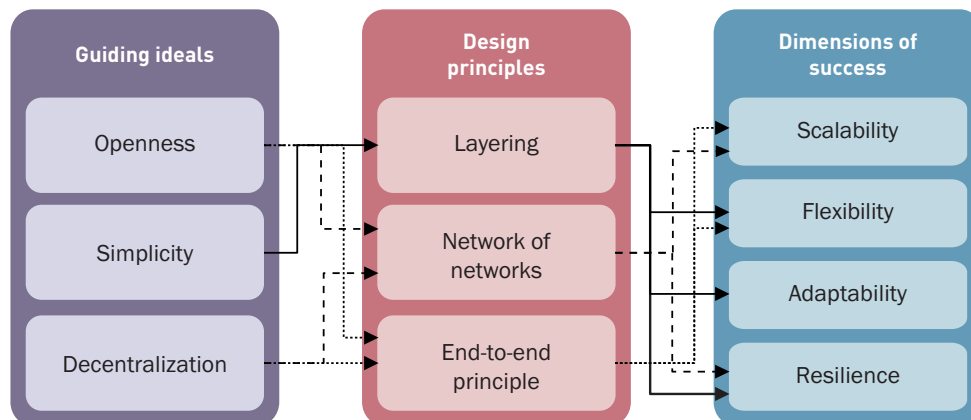 Guiding ideals
Openness
Simplicity
Decentralization
Design
principles
Layering
Network of
networks
End-to-end
principle
Dimensions of
success
Scalability
Flexibility
Adaptability
Resilience